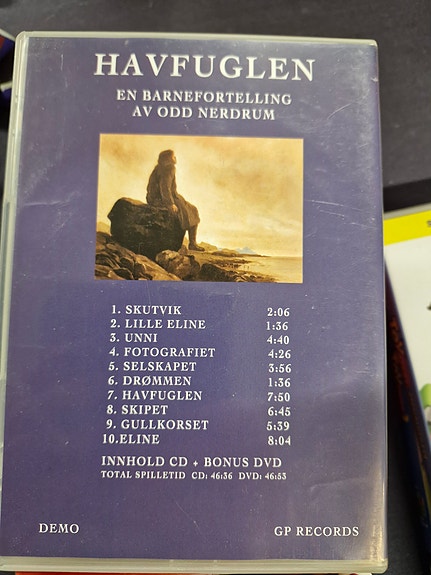 HAVFUGLEN
EN BARNEFORTELLING
AV ODD NERDRUM
1. SKUTVIK 2:06
2. LILLE ELINE 1:36
3. UNNI 4:40
4. FOTOGRAFIET 4:26
5. SELSKAPET 3:56
6. DRØMMEN 1:36
7. HAVFUGLEN 7:50
8. SKIPET 6:45
9. GULLKORSET 5:39
10.ELINE 8:04
INNHOLD CD + BONUS DVD
TOTAL SPILLETID CD: 46:36 DVD: 46:53
DEMO GP RECORDS